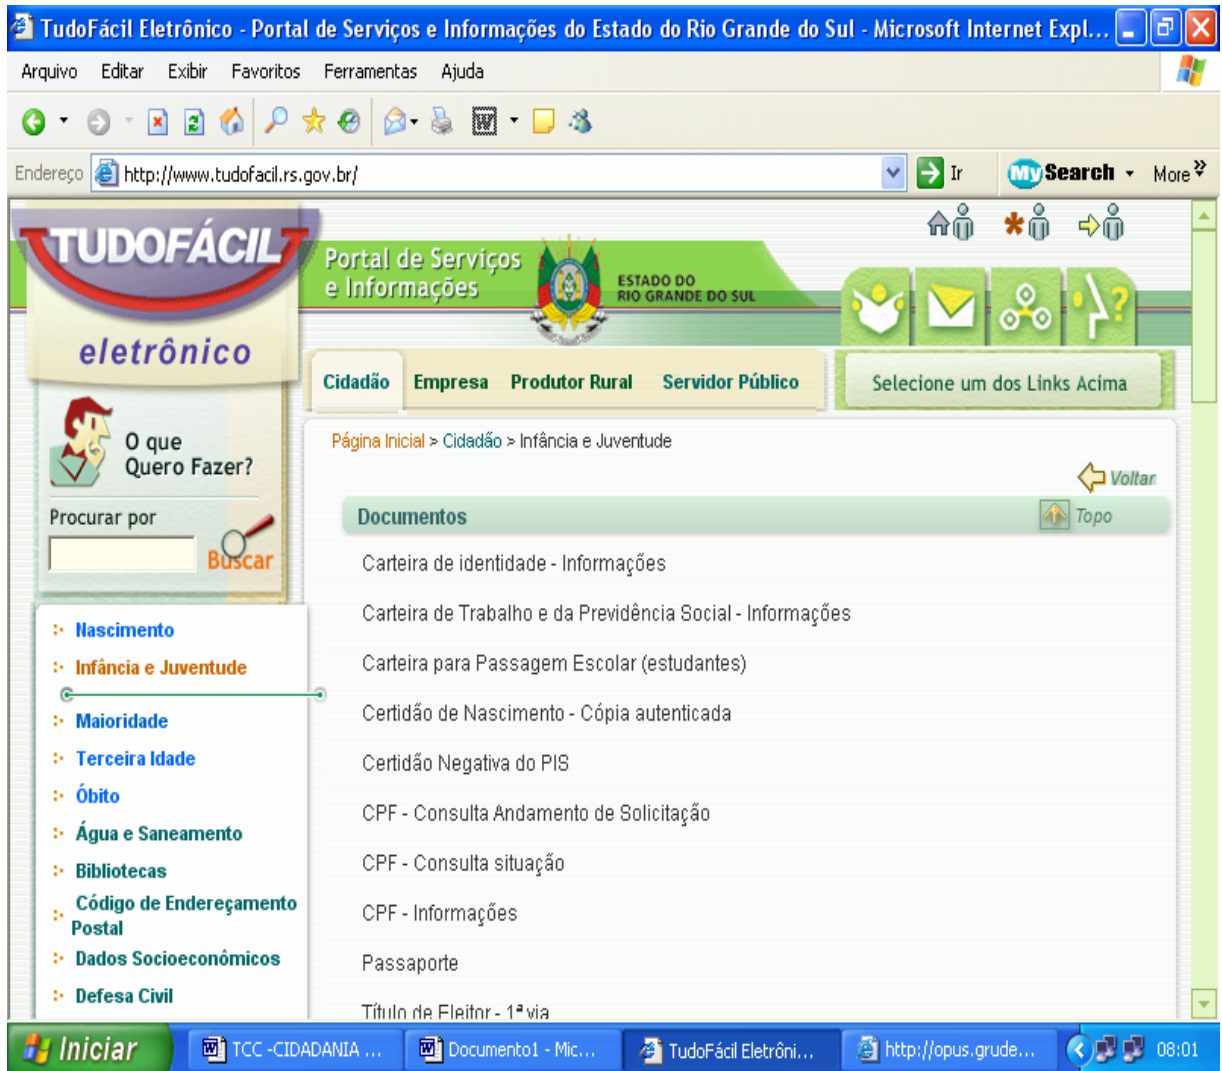 TudoFácil Eletrônico - Portal de Serviços e Informações do Estado do Rio Grande do Sul - Microsoft Internet Expl...
Arquivo Editar Exibir Favoritos Ferramentas Ajuda
Endereço http://www.tudofacil.rs.gov.br/ Ir MySearch More
TUDOFÁCIL
eletrônico
Portal de Serviços
e Informações
ESTADO DO
RIO GRANDE DO SUL
Cidadão Empresa Produtor Rural Servidor Público
Selecione um dos Links Acima
O que
Quero Fazer?
Procurar por
Buscar
Página Inicial > Cidadão > Infância e Juventude
Voltar
Documentos
Topo
Carteira de identidade - Informações
Carteira de Trabalho e da Previdência Social - Informações
Carteira para Passagem Escolar (estudantes)
Certidão de Nascimento - Cópia autenticada
Certidão Negativa do PIS
CPF - Consulta Andamento de Solicitação
CPF - Consulta situação
CPF - Informações
Passaporte
Título de Eleitor - 1ª via
Nascimento
Infância e Juventude
Maioridade
Terceira Idade
Óbito
Água e Saneamento
Bibliotecas
Código de Endereçamento
Postal
Dados Socioeconômicos
Defesa Civil
Iniciar TCC -CIDADANIA ... Documento1 - Mic... TudoFácil Eletrôni... http://opus.grude... 08:01